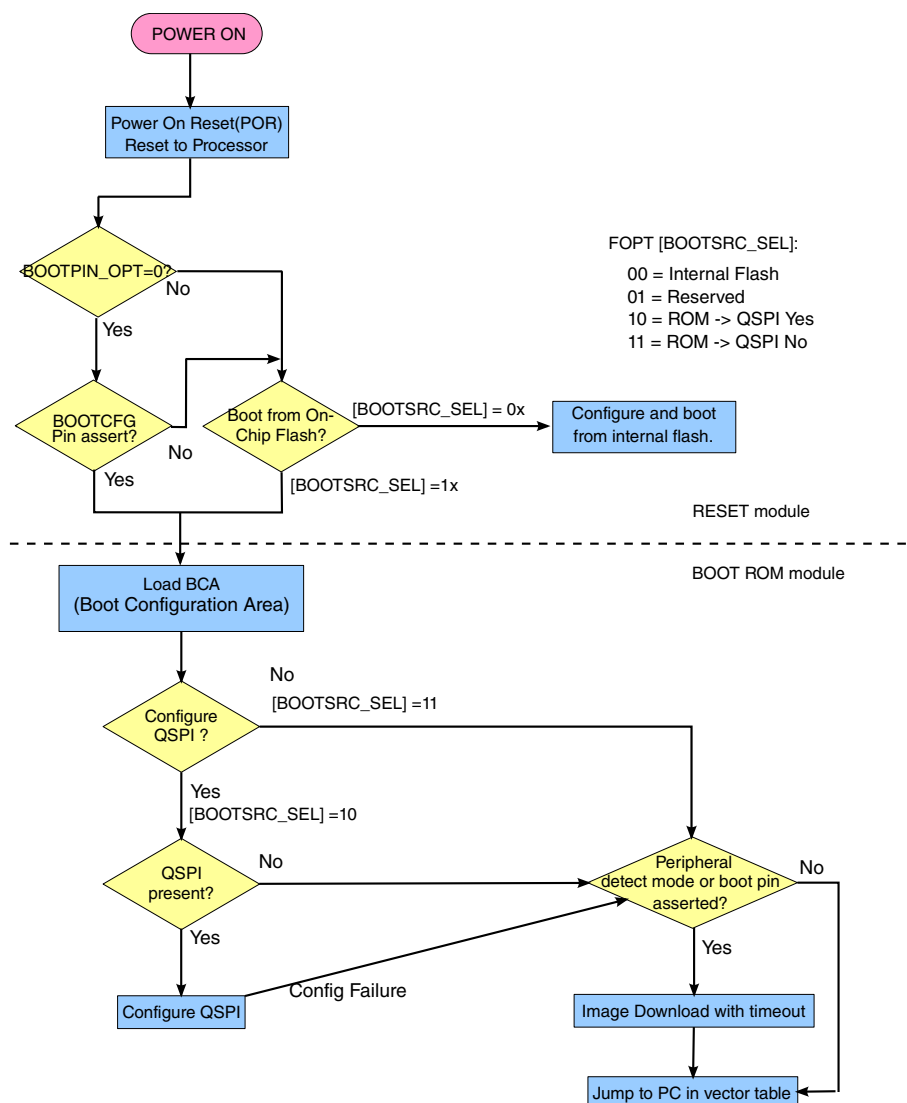 POWER ON
Power On Reset(POR)
Reset to Processor
BOOTPIN_OPT=0?
No
Yes
FOPT [BOOTSRC_SEL]:
00 = Internal Flash
01 = Reserved
10 = ROM -> QSPI Yes
11 = ROM -> QSPI No
BOOTCFG
Pin assert?
No
Yes
Boot from On-
Chip Flash?
[BOOTSRC_SEL] = 0x
Configure and boot
from internal flash.
[BOOTSRC_SEL] =1x
RESET module
BOOT ROM module
Load BCA
(Boot Configuration Area)
No
[BOOTSRC_SEL] =11
Configure
QSPI ?
Yes
[BOOTSRC_SEL] =10
QSPI
present?
No
Yes
Peripheral
detect mode or boot pin
asserted?
No
Yes
Configure QSPI
Config Failure
Image Download with timeout
Jump to PC in vector table